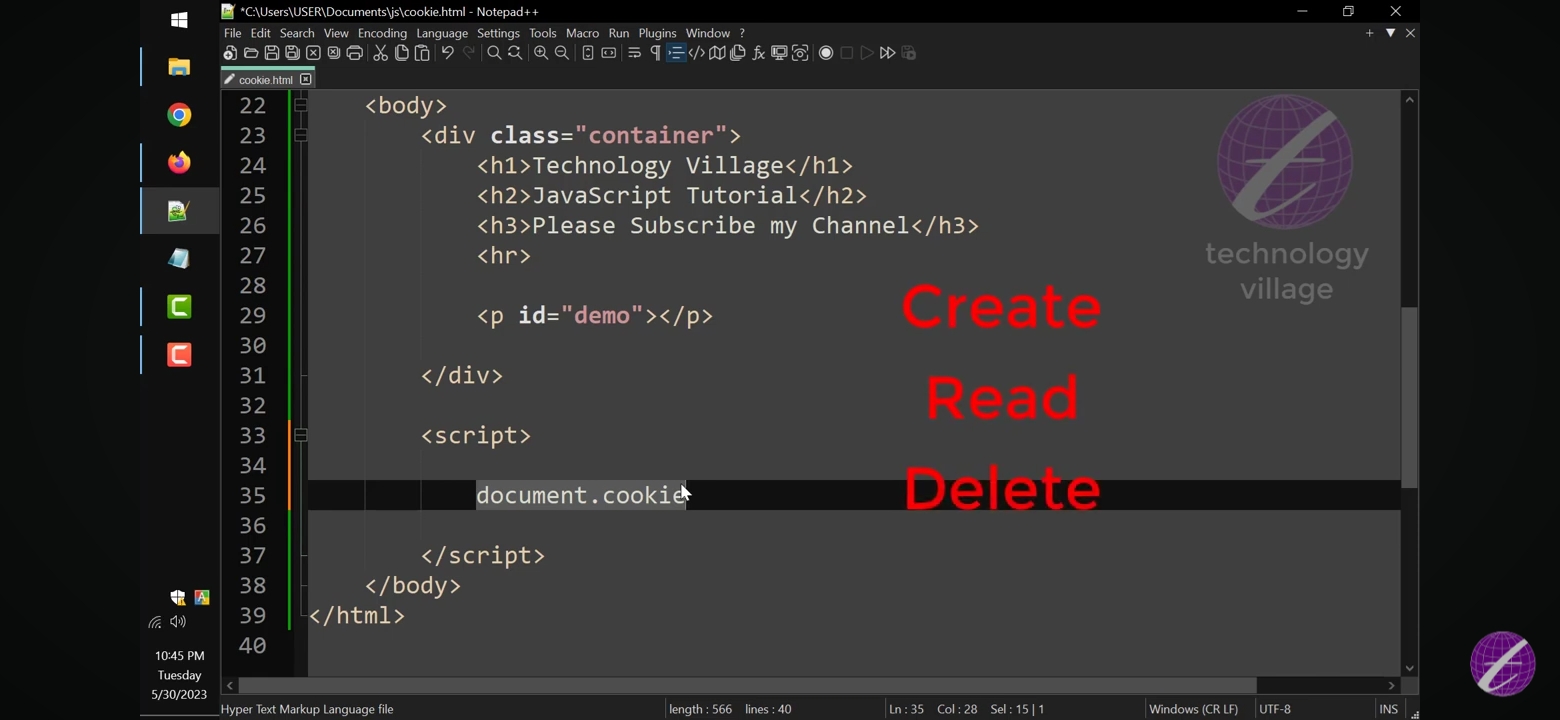 *C:\Users\USER\Documents\js\cookie.html - Notepad++
File Edit Search View Encoding Language Settings Tools Macro Run Plugins Window ?
cookie.html
22 <body>
23 <div class="container">
24 <h1>Technology Village</h1>
25 <h2>JavaScript Tutorial</h2>
26 <h3>Please Subscribe my Channel</h3>
27 <hr>
28
29 <p id="demo"></p>
30
31 </div>
32
33 <script>
34
35 document.cookie
36
37 </script>
38 </body>
39 </html>
40
technology
village
Create
Read
Delete
10:45 PM
Tuesday
5/30/2023
Hyper Text Markup Language file length : 566 lines : 40 Ln : 35 Col : 28 Sel : 15 | 1 Windows (CR LF) UTF-8 INS